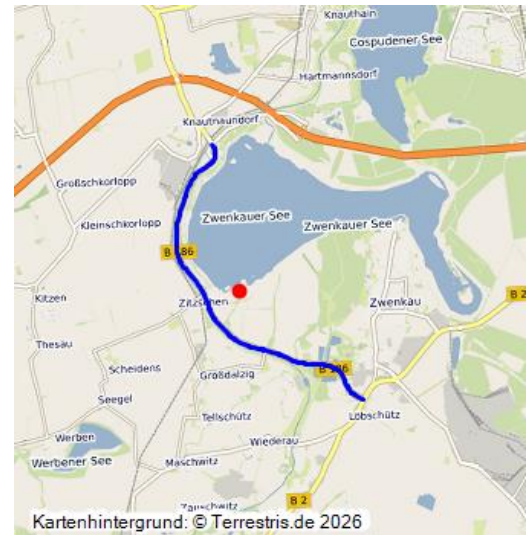 Knauthain
Cospudener See
Hartmannsdorf
Knautnaundorf
Großschkorlopp
Kleinschkorlopp
Zwenkauer See
Zwenkauer See
B 186
Kitzen
Zitzschen
Zwenkau
B 2
Thesau
Scheidens
B 186
Großdalzig
Seegel
Löbschütz
Tellschütz
Werben
Wiederau
Werbener See
Maschwitz
B 2
Zauschwitz
Kartenhintergrund: © Terrestris.de 2026